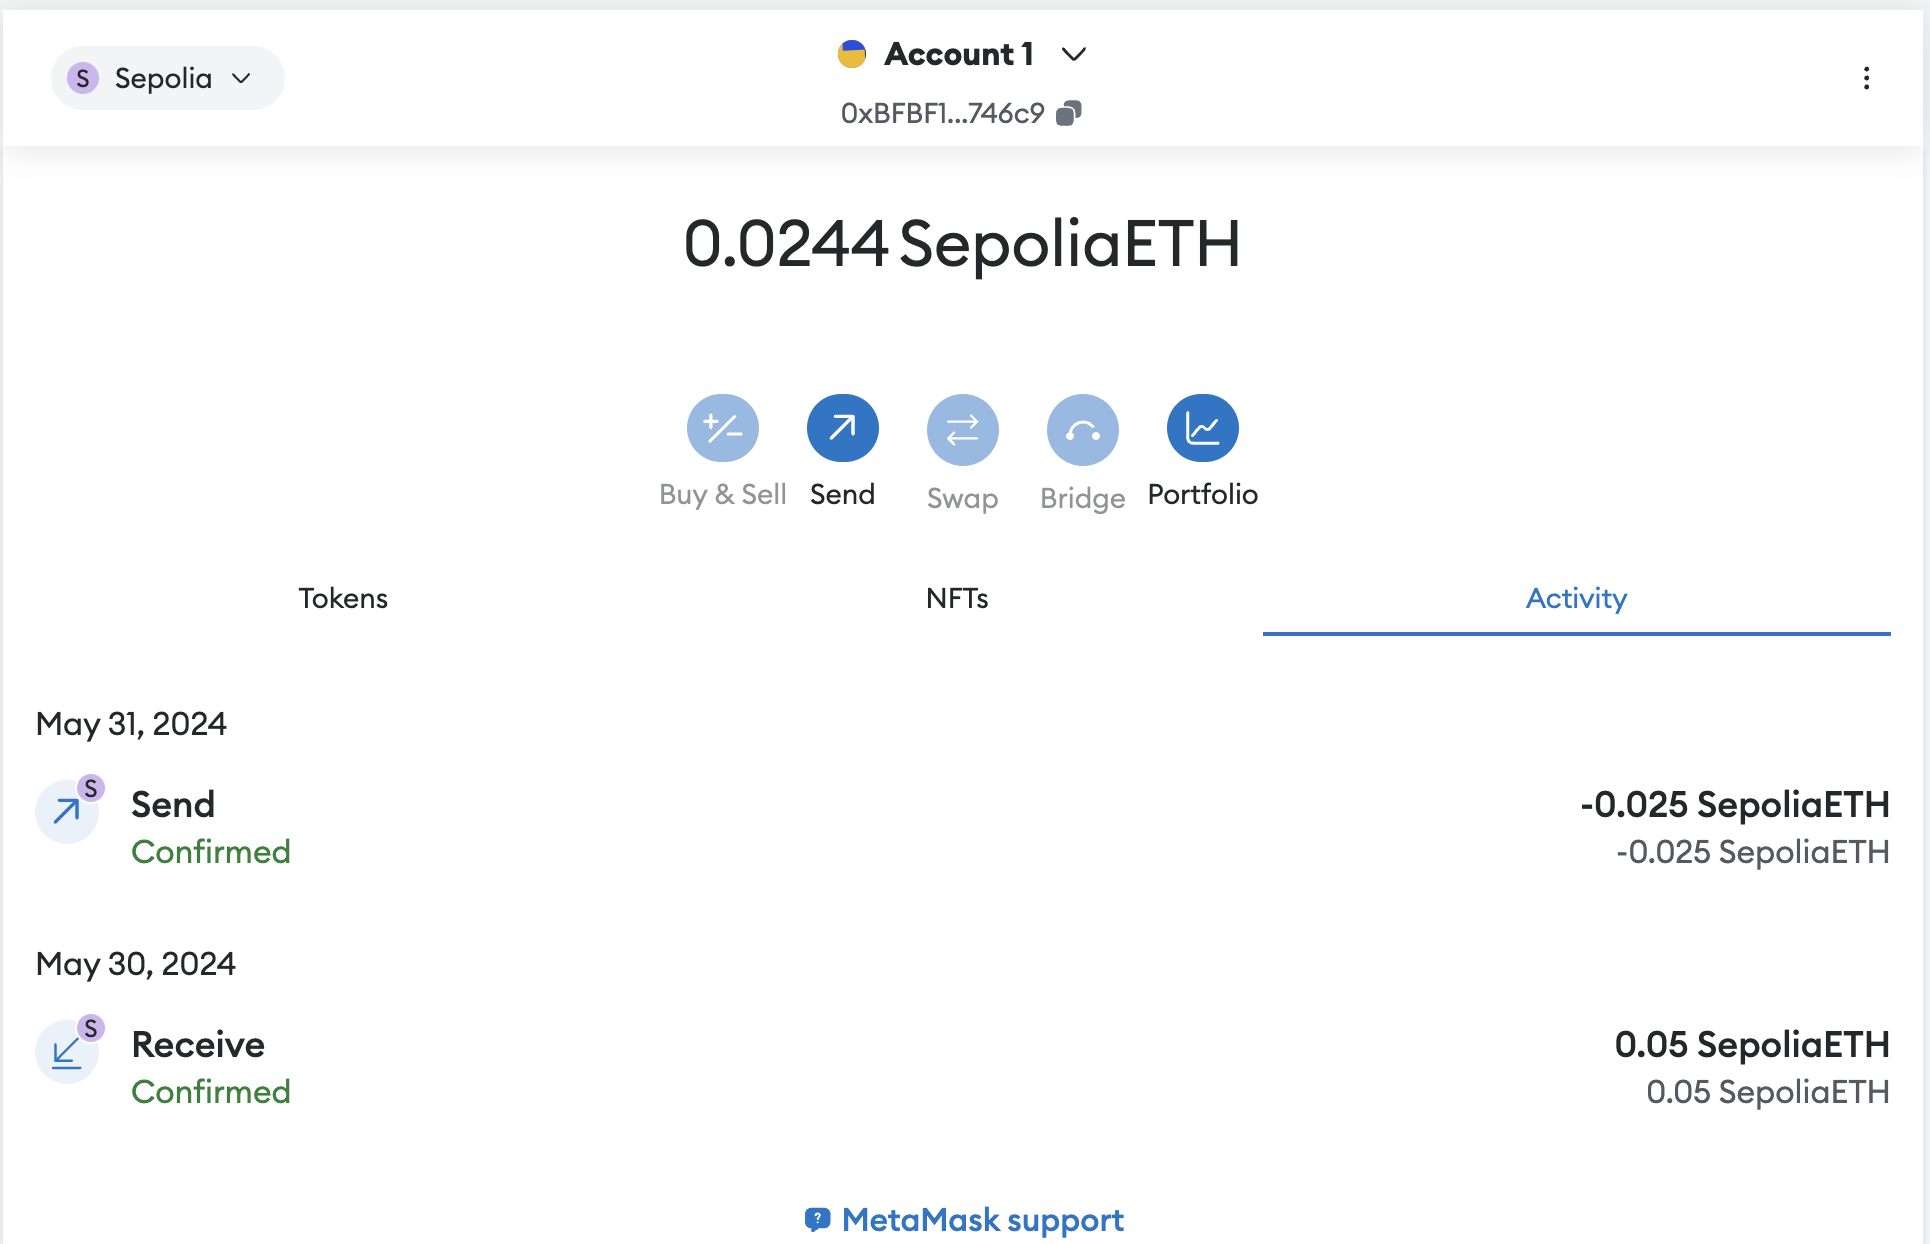 S Sepolia
Account 1
0xBFBF1...746c9
0.0244 SepoliaETH
Buy & Sell
Send
Swap
Bridge
Portfolio
Tokens
NFTs
Activity
May 31, 2024
S
Send
-0.025 SepoliaETH
Confirmed
-0.025 SepoliaETH
May 30, 2024
S
Receive
0.05 SepoliaETH
Confirmed
0.05 SepoliaETH
? MetaMask support